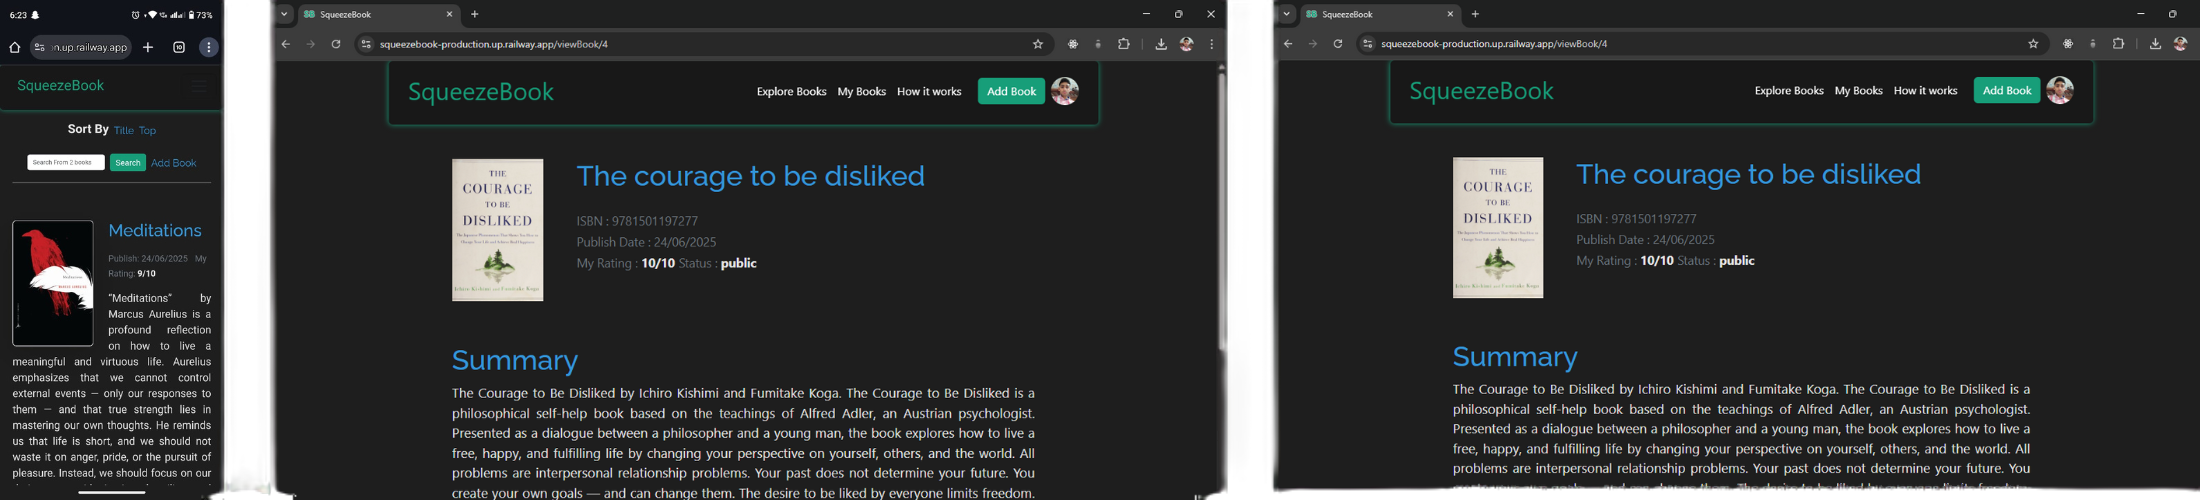 6:23
73%
ın.up.railway.app
10
SqueezeBook
Sort By Title Top
Search From 2 books
Search
Add Book
Meditations
Publish: 24/06/2025 My
Rating: 9/10
"Meditations" by
Marcus Aurelius is a
profound reflection
on how to live a
meaningful and virtuous life. Aurelius
emphasizes that we cannot control
external events — only our responses to
them — and that true strength lies in
mastering our own thoughts. He reminds
us that life is short, and we should not
waste it on anger, pride, or the pursuit of
pleasure. Instead, we should focus on our
SB SqueezeBook
squeezebook-production.up.railway.app/viewBook/4
SqueezeBook
Explore Books My Books How it works Add Book
THE
COURAGE
TO BE
DISLIKED
Ichiro Kishimi and Fumitake Koga
The courage to be disliked
ISBN : 9781501197277
Publish Date : 24/06/2025
My Rating : 10/10 Status : public
Summary
The Courage to Be Disliked by Ichiro Kishimi and Fumitake Koga. The Courage to Be Disliked is a
philosophical self-help book based on the teachings of Alfred Adler, an Austrian psychologist.
Presented as a dialogue between a philosopher and a young man, the book explores how to live a
free, happy, and fulfilling life by changing your perspective on yourself, others, and the world. All
problems are interpersonal relationship problems. Your past does not determine your future. You
create your own goals — and can change them. The desire to be liked by everyone limits freedom.
SB SqueezeBook
squeezebook-production.up.railway.app/viewBook/4
SqueezeBook
Explore Books My Books How it works Add Book
THE
COURAGE
TO BE
DISLIKED
Ichiro Kishimi and Fumitake Koga
The courage to be disliked
ISBN : 9781501197277
Publish Date : 24/06/2025
My Rating : 10/10 Status : public
Summary
The Courage to Be Disliked by Ichiro Kishimi and Fumitake Koga. The Courage to Be Disliked is a
philosophical self-help book based on the teachings of Alfred Adler, an Austrian psychologist.
Presented as a dialogue between a philosopher and a young man, the book explores how to live a
free, happy, and fulfilling life by changing your perspective on yourself, others, and the world. All
problems are interpersonal relationship problems. Your past does not determine your future. You